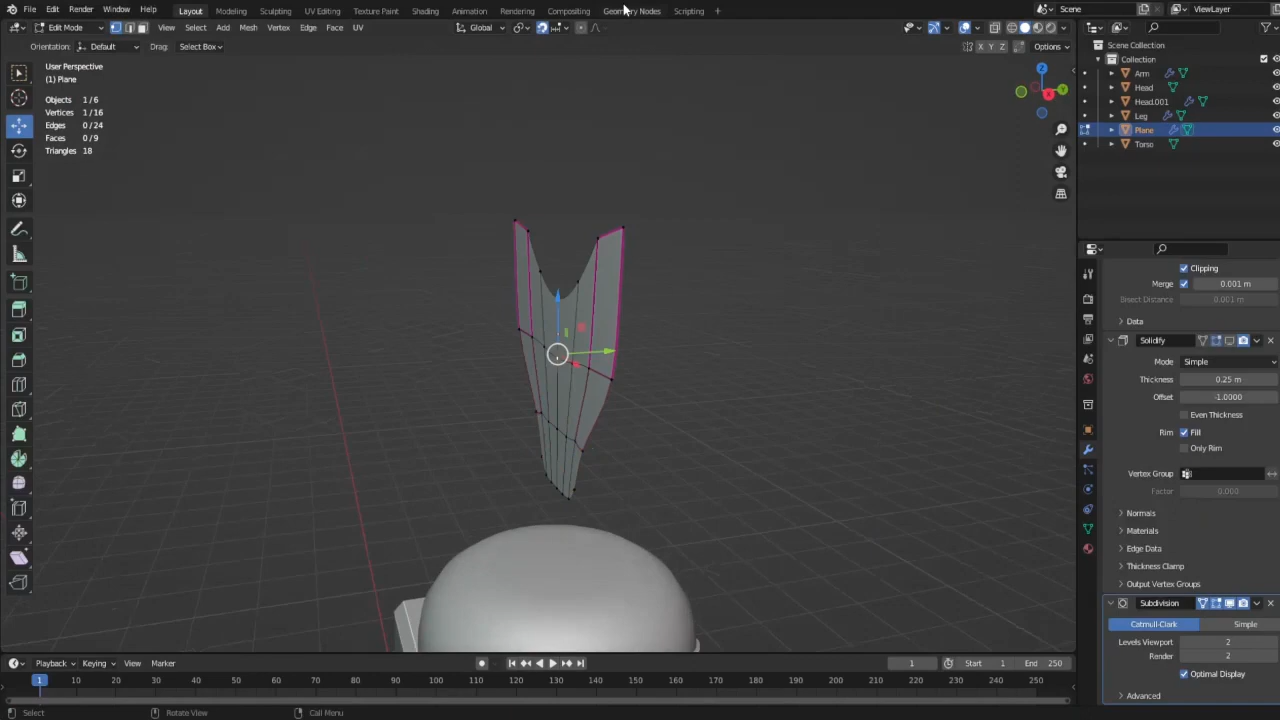 File Edit Render Window Help Layout Modeling Sculpting UV Editing Texture Paint Shading Animation Rendering Compositing Geometry Nodes Scripting + Scene ViewLayer
Edit Mode View Select Add Mesh Vertex Edge Face UV Global
Orientation: Default Drag: Select Box X Y Z Options
User Perspective
(1) Plane
Objects 1/6
Vertices 1/16
Edges 0/24
Faces 0/9
Triangles 18
Z
Y
X
Scene Collection
Collection
Arm
Head
Head.001
Leg
Plane
Torso
Clipping
Merge 0.001 m
Bisect Distance 0.001 m
Data
Solidify
Mode Simple
Thickness 0.25 m
Offset -1.0000
Even Thickness
Rim Fill
Only Rim
Vertex Group
Factor 0.000
Normals
Materials
Edge Data
Thickness Clamp
Output Vertex Groups
Subdivision
Catmull-Clark Simple
Levels Viewport 2
Render 2
Optimal Display
Advanced
Playback Keying View Marker 1 Start 1 End 250
1 10 20 30 40 50 60 70 80 90 100 110 120 130 140 150 160 170 180 190 200 210 220 230 240 250
Select Rotate View Call Menu